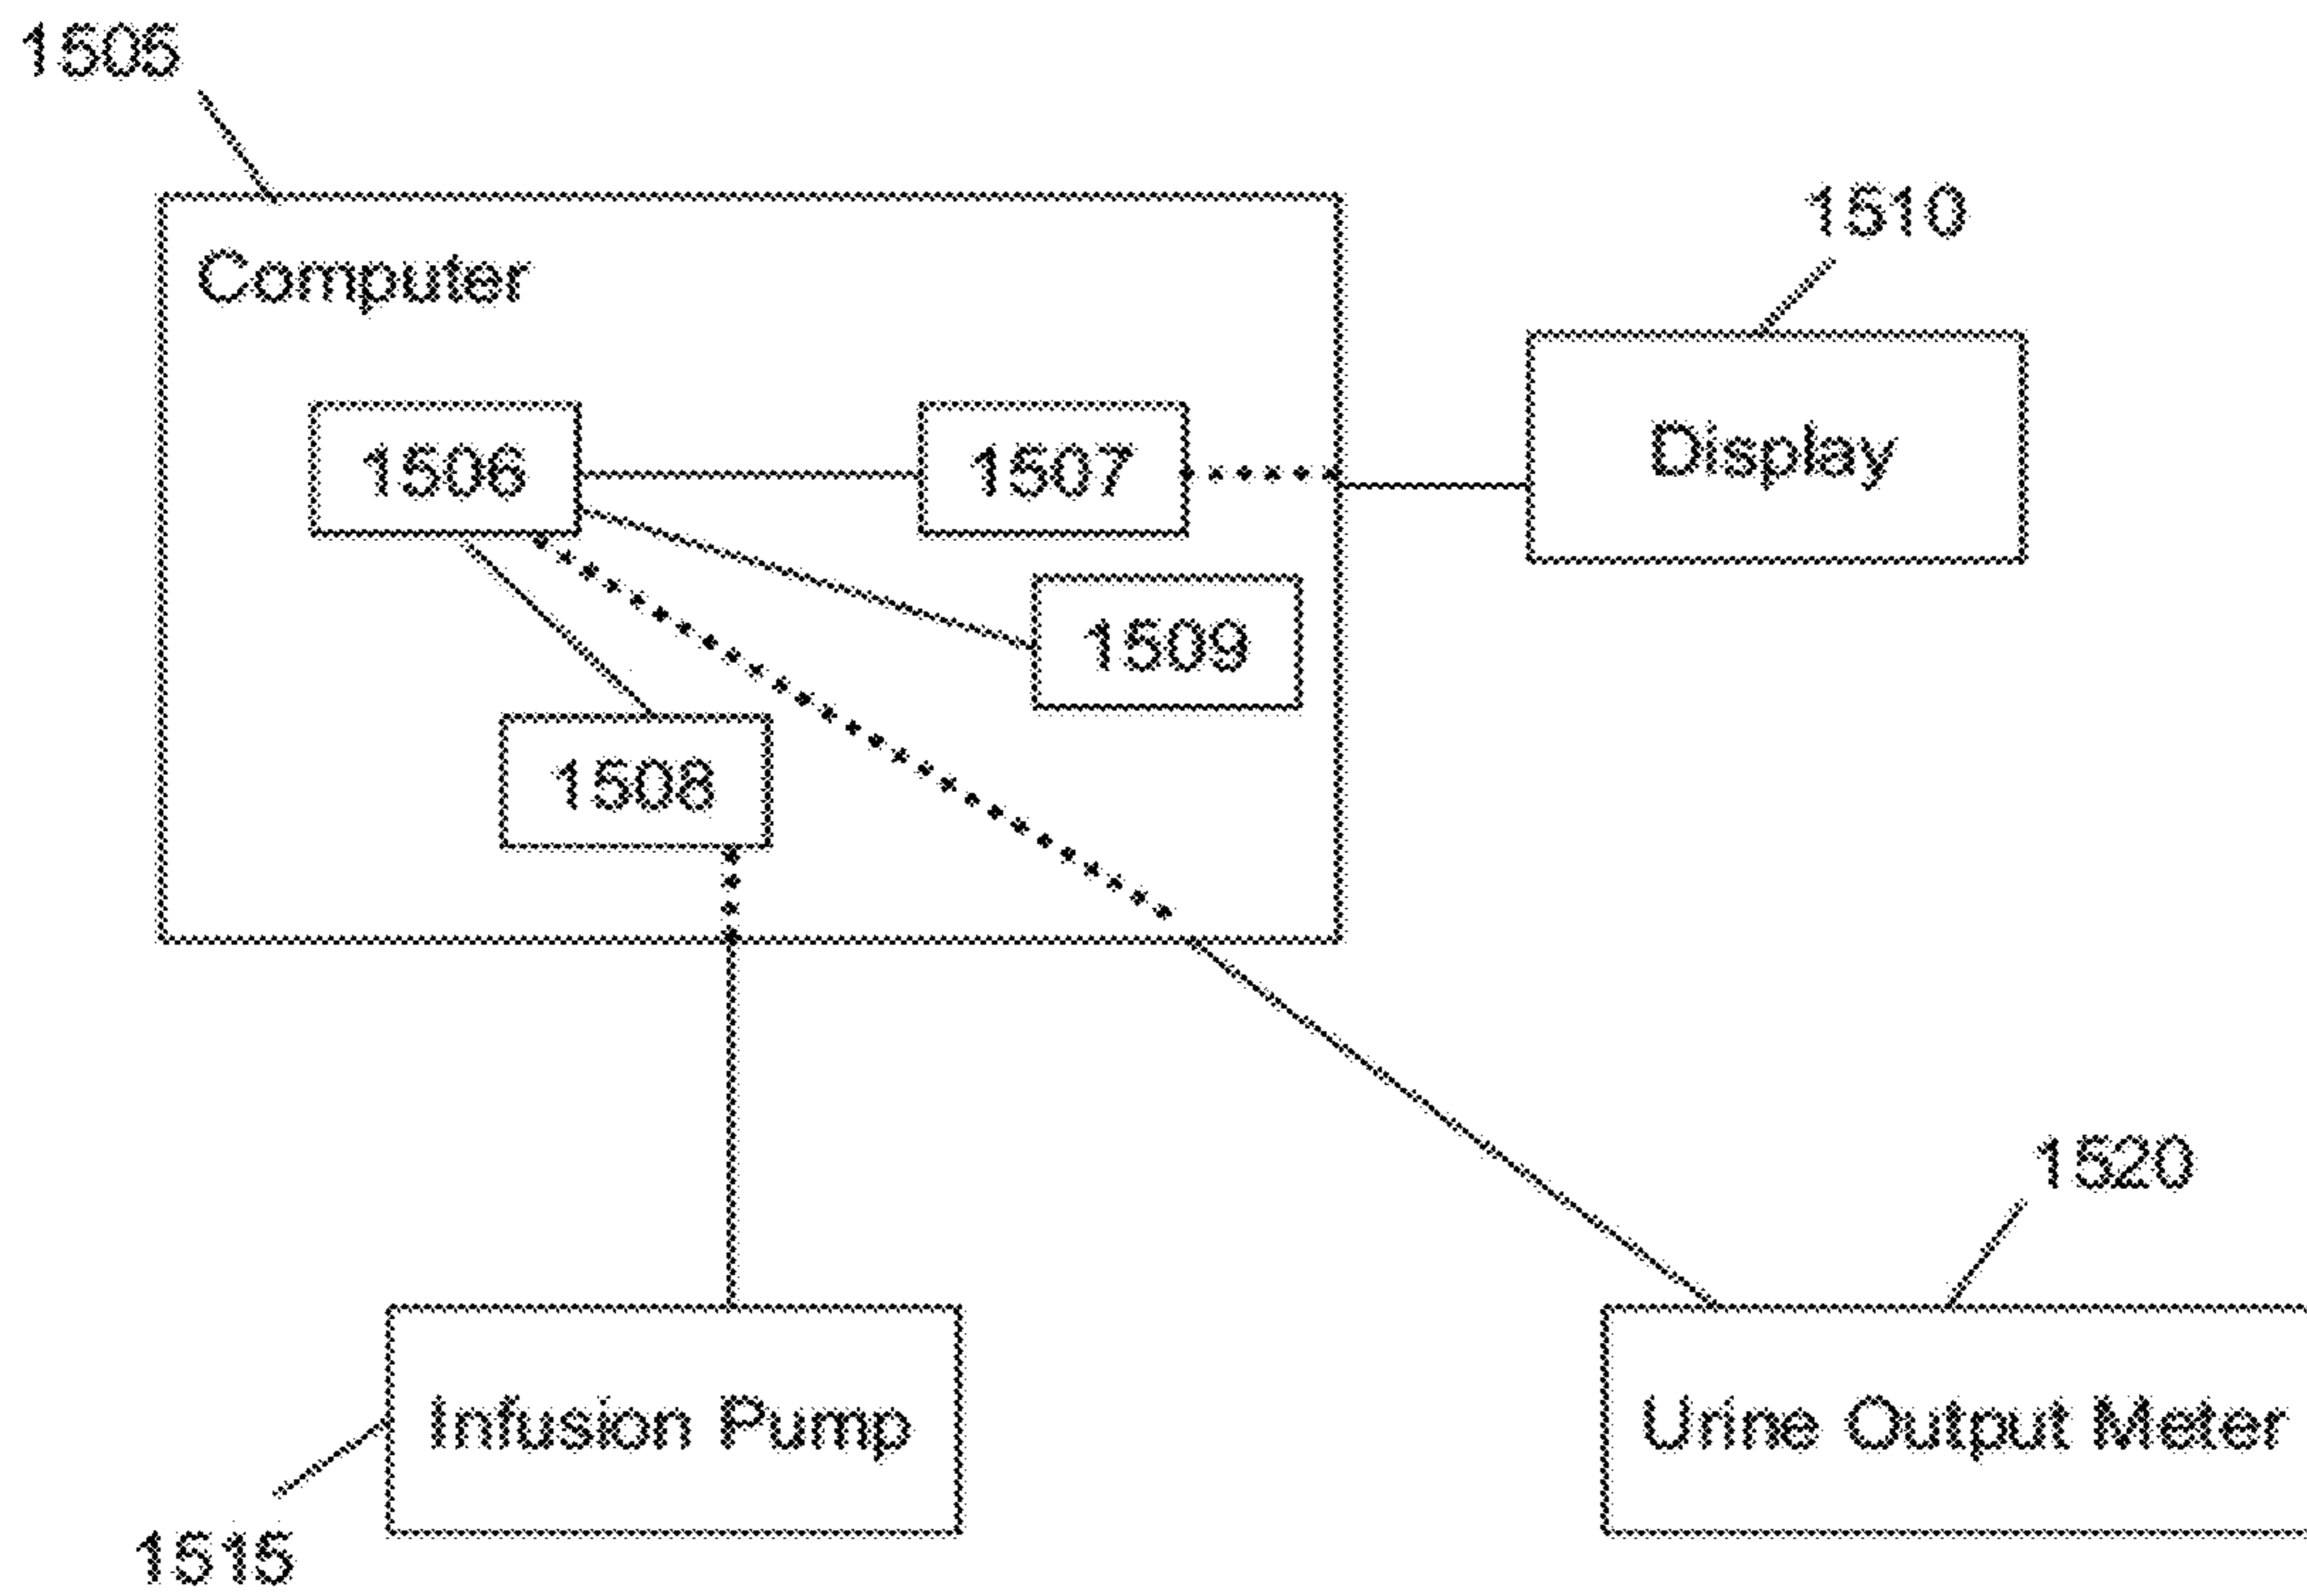 1505
1510
Computer
Display
1506
1507
1509
1508
1520
Infusion Pump
Urine Output Meter
1515